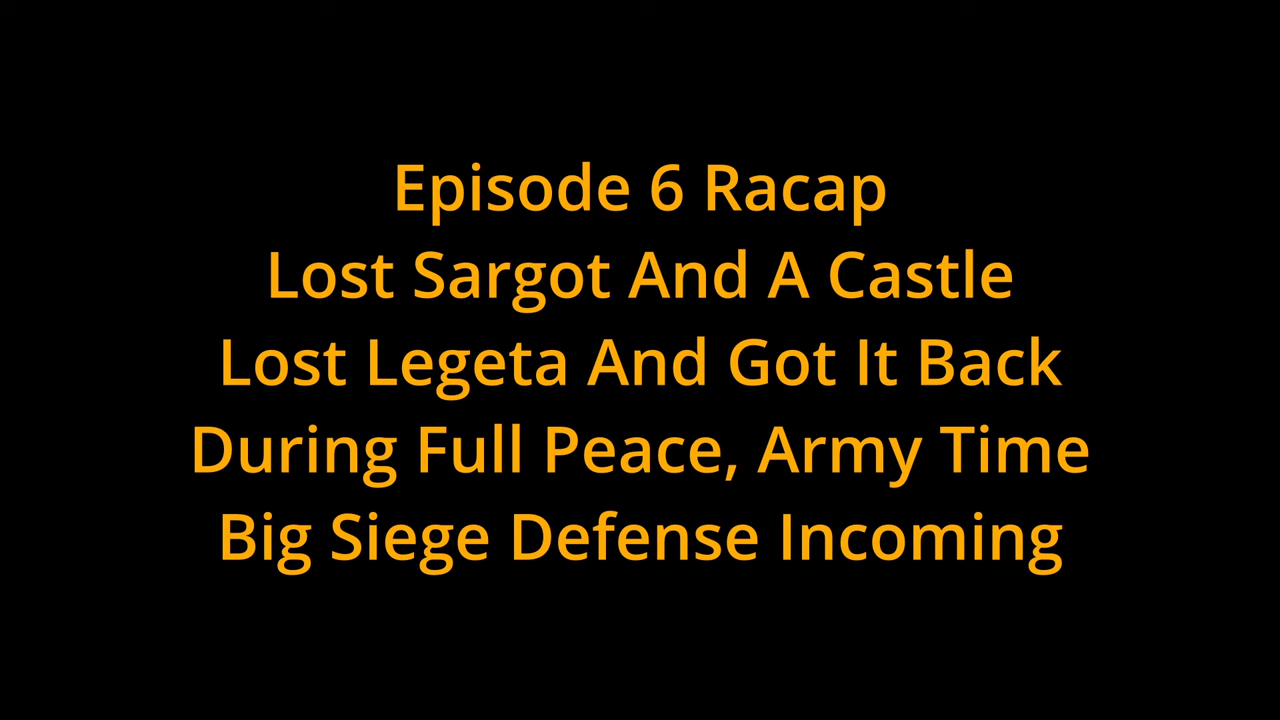 Episode 6 Racap
Lost Sargot And A Castle
Lost Legeta And Got It Back
During Full Peace, Army Time
Big Siege Defense Incoming